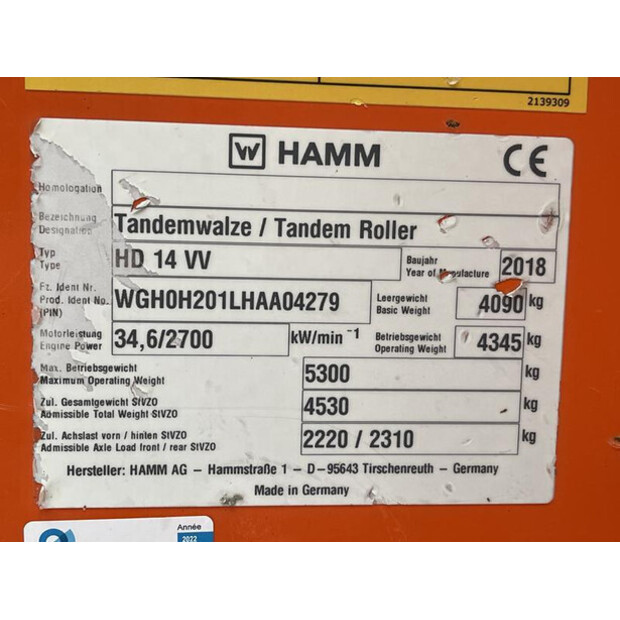 2139309
HAMM CE
Homologation
Bezeichnung
Designation Tandemwalze / Tandem Roller
Typ
Type HD 14 VV Baujahr
Year of Manufacture 2018
Fz. Ident Nr.
Prod. Ident No.
(PIN) WGH0H201LHAA04279 Leergewicht
Basic Weight 4090 kg
Motorleistung
Engine Power 34,6/2700 kW/min -1 Betriebsgewicht
Operating Weight 4345 kg
Max. Betriebsgewicht
Maximum Operating Weight 5300 kg
Zul. Gesamtgewicht StVZO
Admissible Total Weight StVZO 4530 kg
Zul. Achslast vorn / hinten StVZO
Admissible Axle Load front / rear StVZO 2220 / 2310 kg
Hersteller: HAMM AG – Hammstraße 1 – D–95643 Tirschenreuth – Germany
Made in Germany
Année
2022